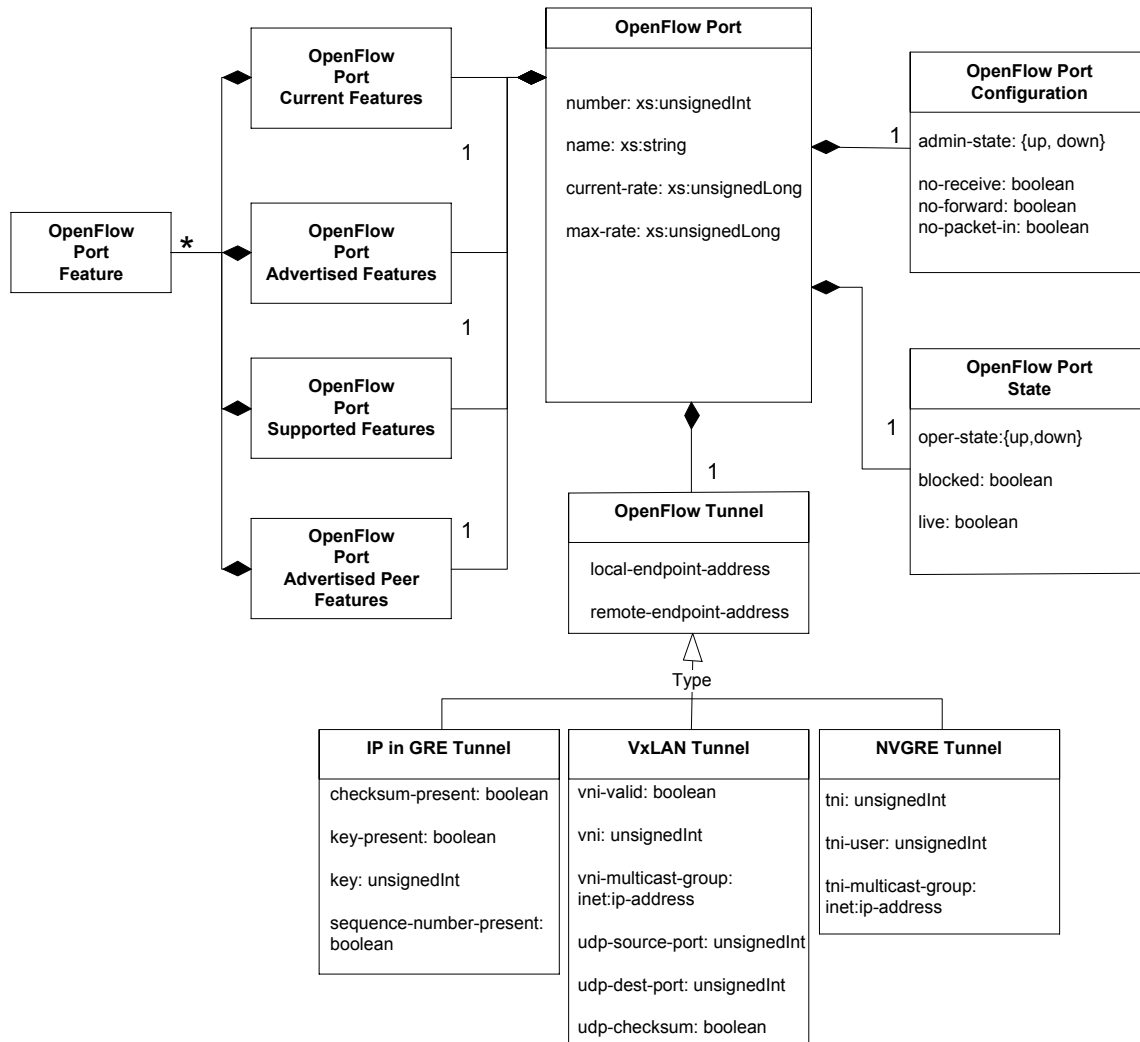 OpenFlow
Port
Current Features
1
OpenFlow
Port
Advertised Features
1
OpenFlow
Port
Feature
*
OpenFlow
Port
Supported Features
1
OpenFlow
Port
Advertised Peer
Features
OpenFlow Port
number: xs:unsignedInt
name: xs:string
current-rate: xs:unsignedLong
max-rate: xs:unsignedLong
OpenFlow Port
Configuration
1
admin-state: {up, down}
no-receive: boolean
no-forward: boolean
no-packet-in: boolean
OpenFlow Port
State
1
oper-state:{up,down}
blocked: boolean
live: boolean
1
OpenFlow Tunnel
local-endpoint-address
remote-endpoint-address
Type
IP in GRE Tunnel
checksum-present: boolean
key-present: boolean
key: unsignedInt
sequence-number-present:
boolean
VxLAN Tunnel
vni-valid: boolean
vni: unsignedInt
vni-multicast-group:
inet:ip-address
udp-source-port: unsignedInt
udp-dest-port: unsignedInt
udp-checksum: boolean
NVGRE Tunnel
tni: unsignedInt
tni-user: unsignedInt
tni-multicast-group:
inet:ip-address